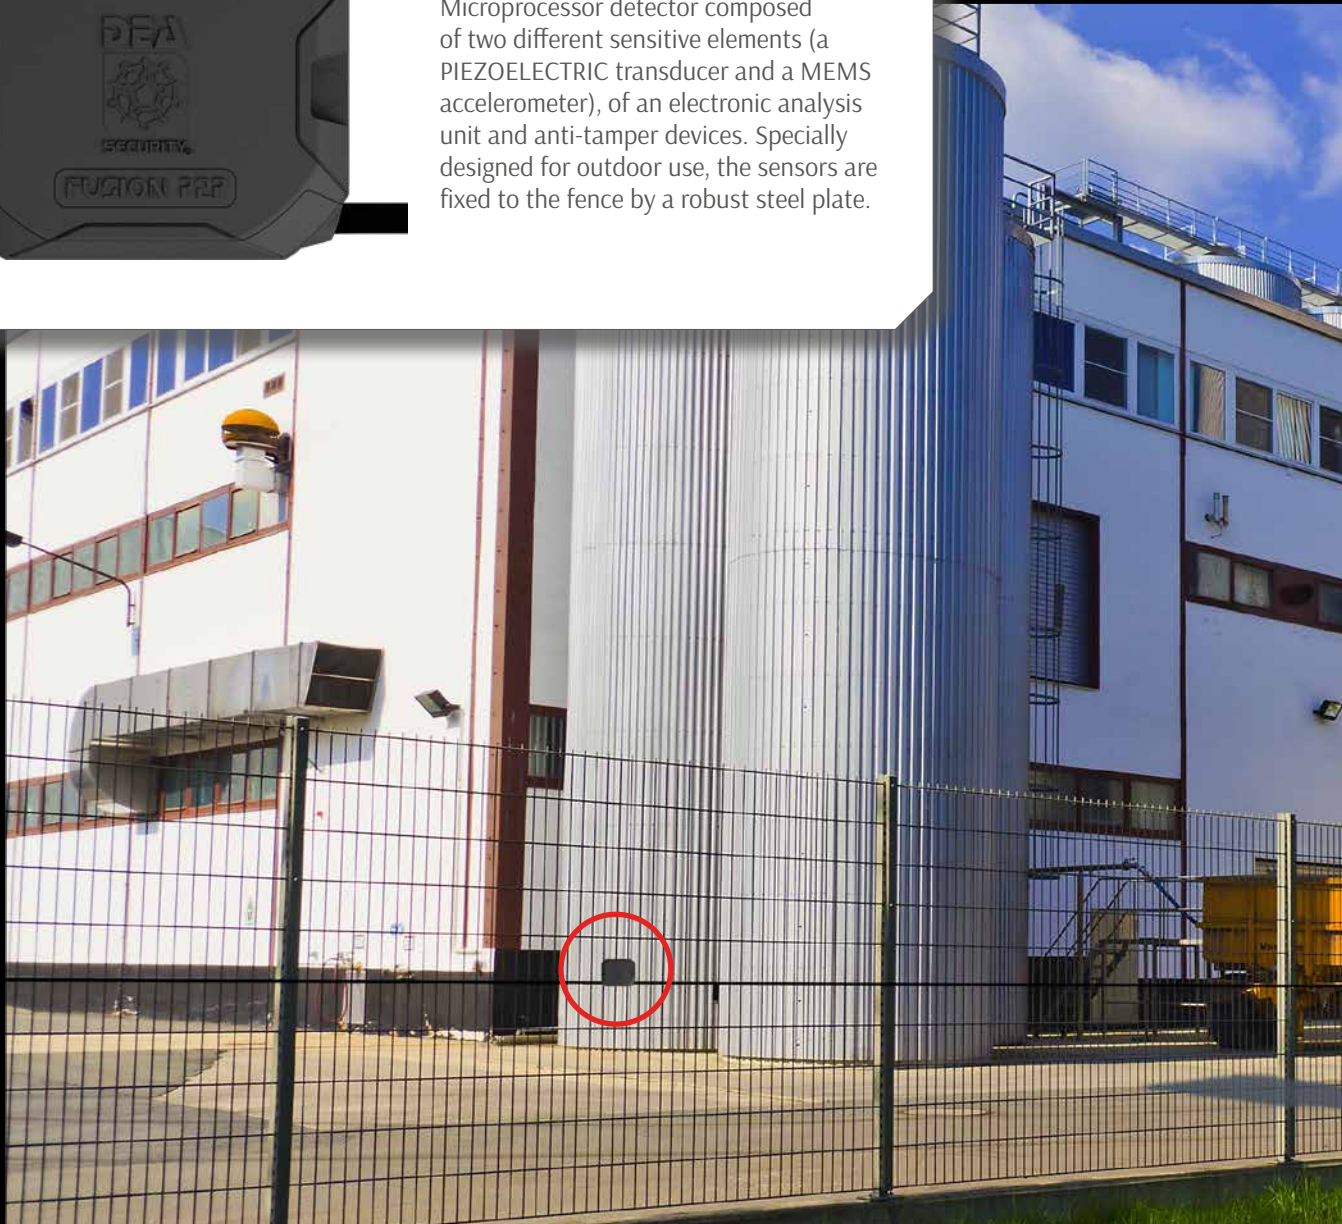 DEA
SECURITY®
FUSION P2P
Microprocessor detector composed
of two different sensitive elements (a
PIEZOELECTRIC transducer and a MEMS
accelerometer), of an electronic analysis
unit and anti-tamper devices. Specially
designed for outdoor use, the sensors are
fixed to the fence by a robust steel plate.